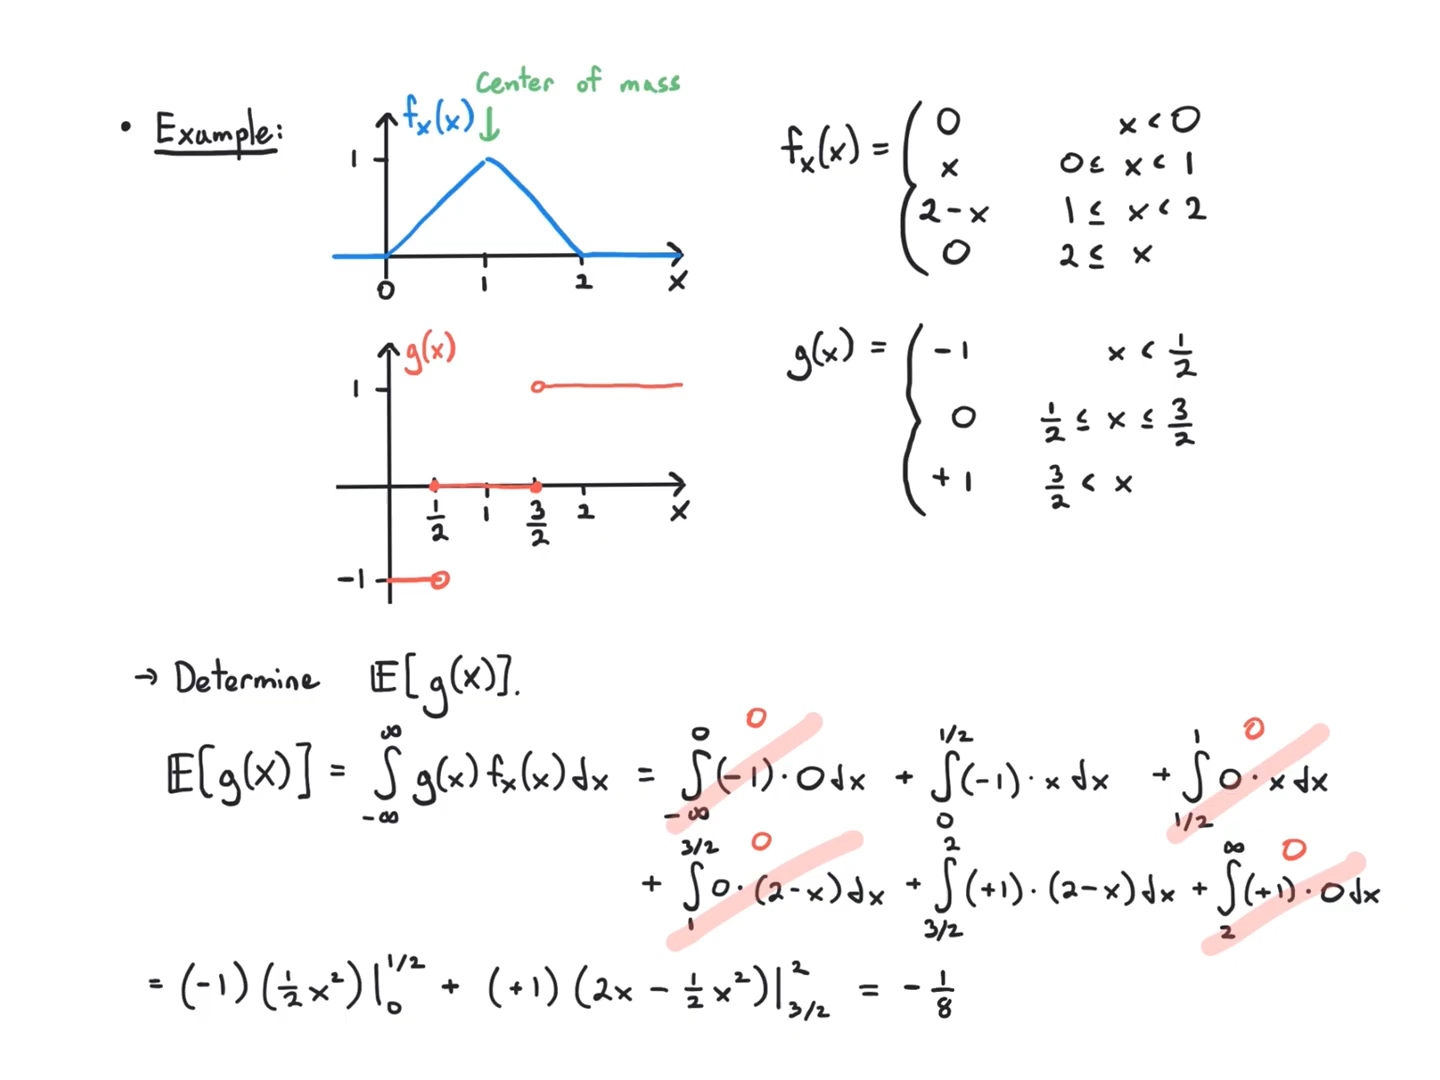 Center of mass
• Example:
f_X(x)
1
0 1 2 x
f_X(x) = { 0 x < 0
x 0 ≤ x < 1
2 - x 1 ≤ x < 2
0 2 ≤ x
g(x)
1
1/2 1 3/2 2 x
-1
g(x) = { -1 x < 1/2
0 1/2 ≤ x ≤ 3/2
+1 3/2 < x
→ Determine 𝔼[g(X)].
𝔼[g(X)] = ∫_{-∞}^{∞} g(x) f_X(x) dx = ∫_{-∞}^{0} (-1) · 0 dx 0 + ∫_{0}^{1/2} (-1) · x dx + ∫_{1/2}^{1} 0 · x dx 0
+ ∫_{1}^{3/2} 0 · (2-x) dx 0 + ∫_{3/2}^{2} (+1) · (2-x) dx + ∫_{2}^{∞} (+1) · 0 dx 0
= (-1) (1/2 x²) |_{0}^{1/2} + (+1) (2x - 1/2 x²) |_{3/2}^{2} = - 1/8